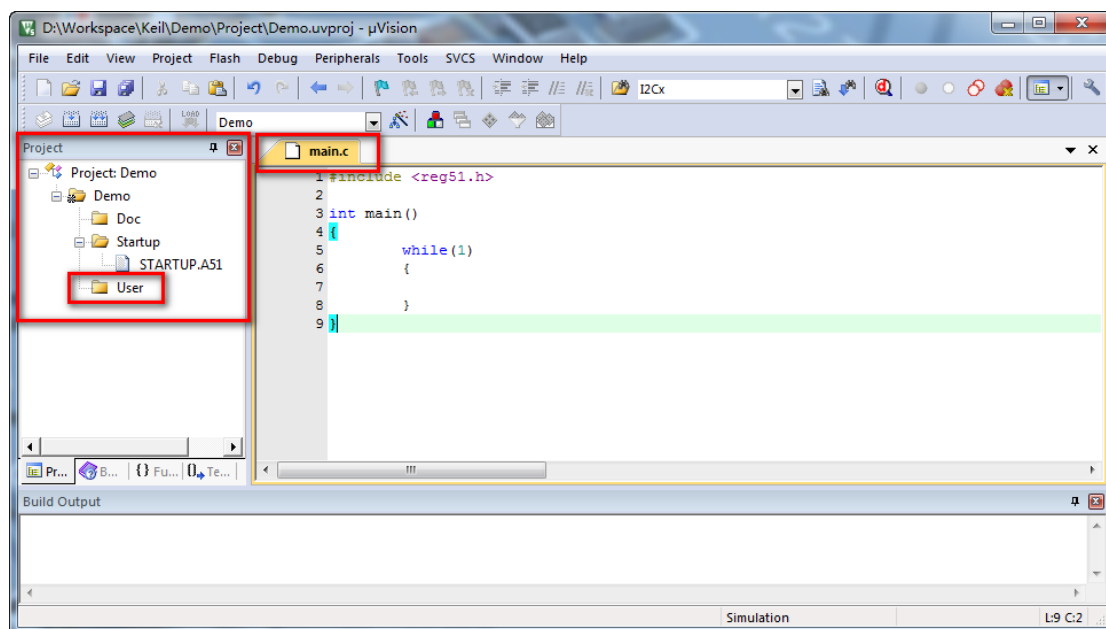 D:\Workspace\Keil\Demo\Project\Demo.uvproj - µVision
File Edit View Project Flash Debug Peripherals Tools SVCS Window Help
I2Cx
LOAD Demo
Project
main.c
Project: Demo
Demo
Doc
Startup
STARTUP.A51
User
1 #include <reg51.h>
2
3 int main()
4 {
5 while(1)
6 {
7
8 }
9 }
Pr... B... {} Fu... 0 Te...
Build Output
Simulation L:9 C:2